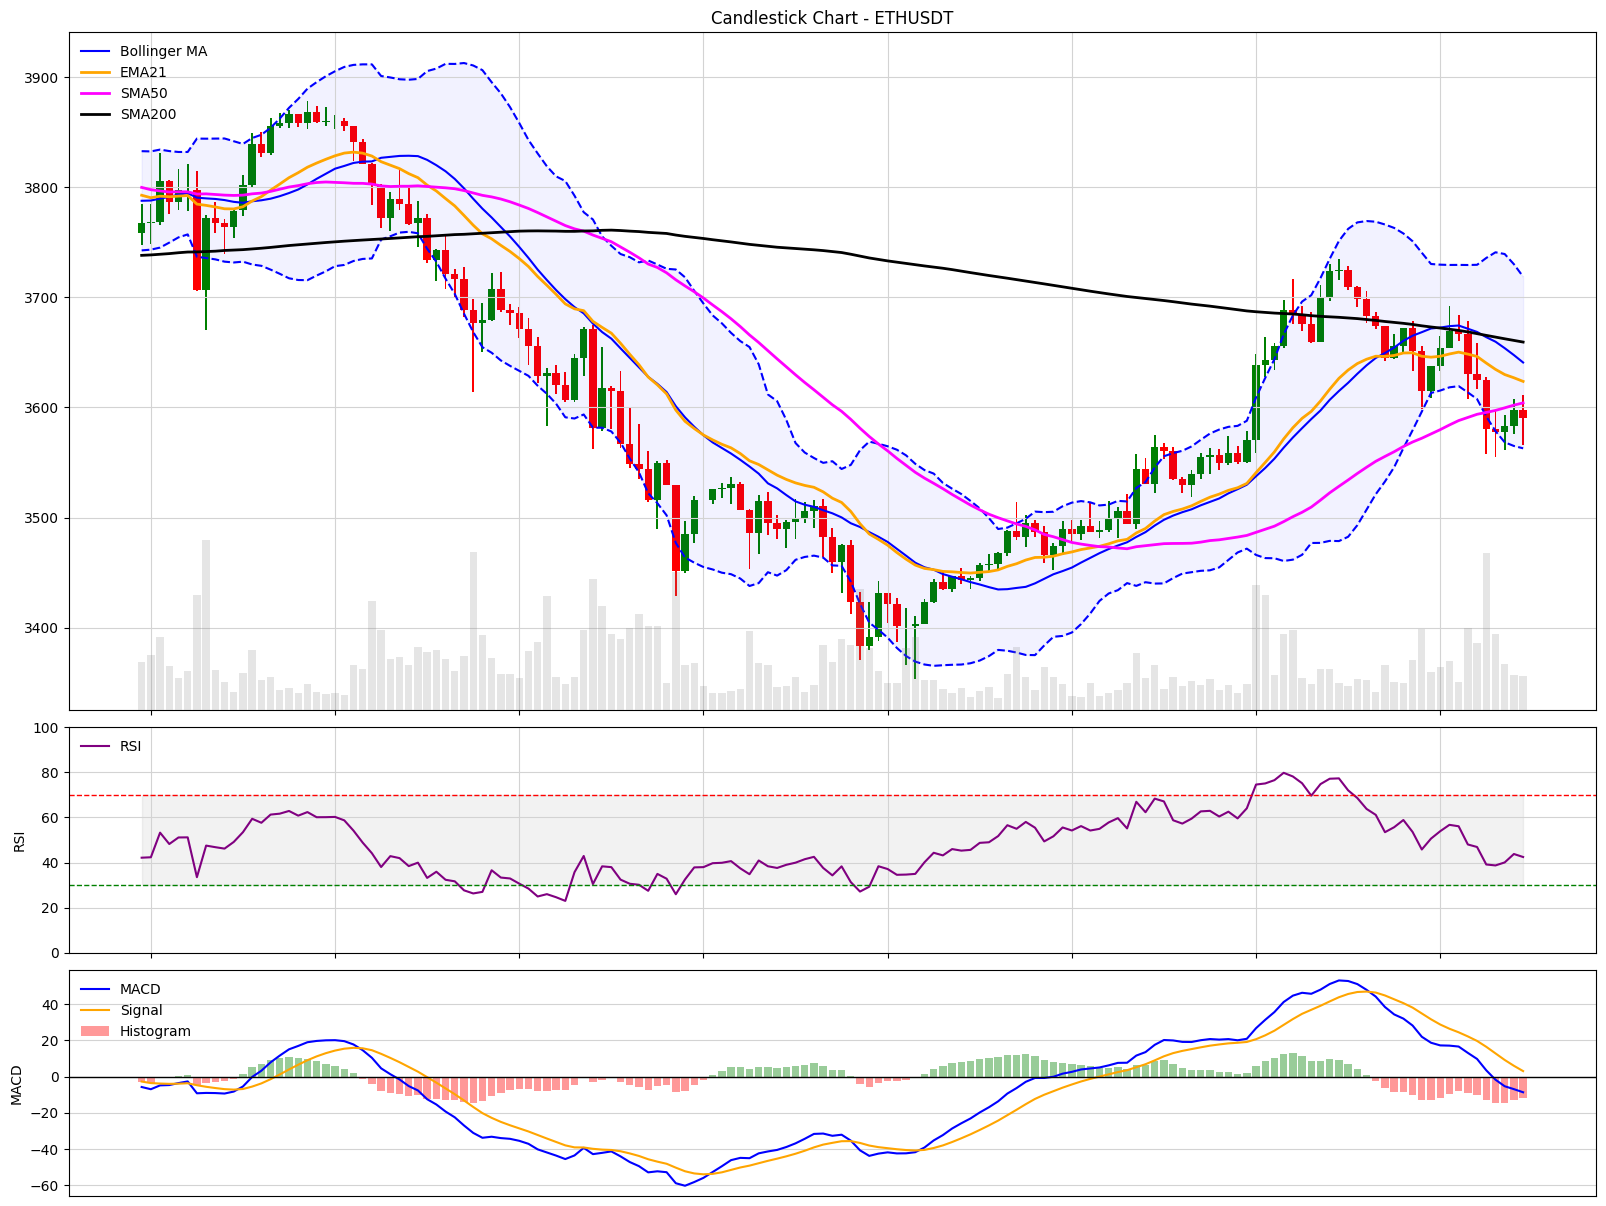 Candlestick Chart - ETHUSDT
Bollinger MA
EMA21
SMA50
SMA200
3900
3800
3700
3600
3500
3400
RSI
100
80
60
40
20
0
RSI
MACD
Signal
Histogram
40
20
0
−20
−40
−60
MACD